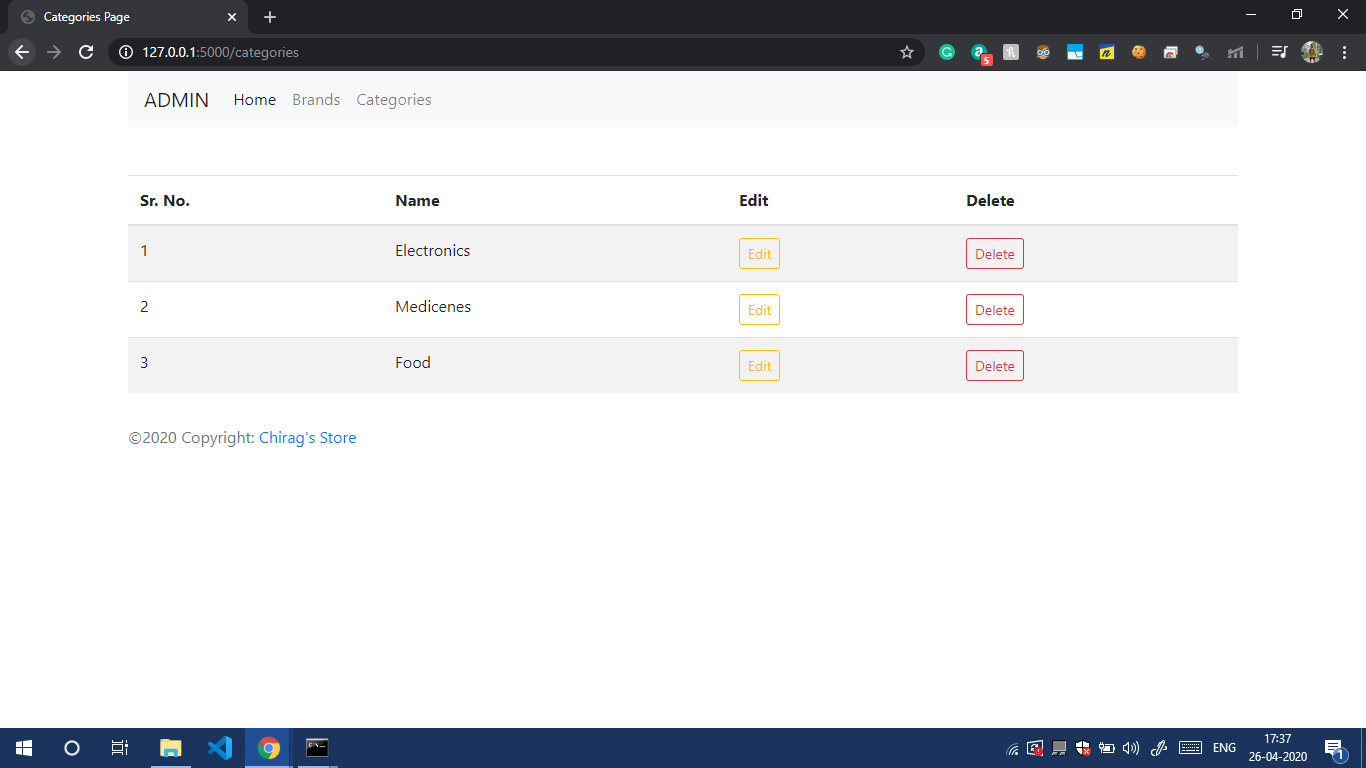 Categories Page
127.0.0.1:5000/categories
5
ADMIN Home Brands Categories
Sr. No. Name Edit Delete
1 Electronics Edit Delete
2 Medicenes Edit Delete
3 Food Edit Delete
©2020 Copyright: Chirag's Store
ENG
17:37
26-04-2020
1